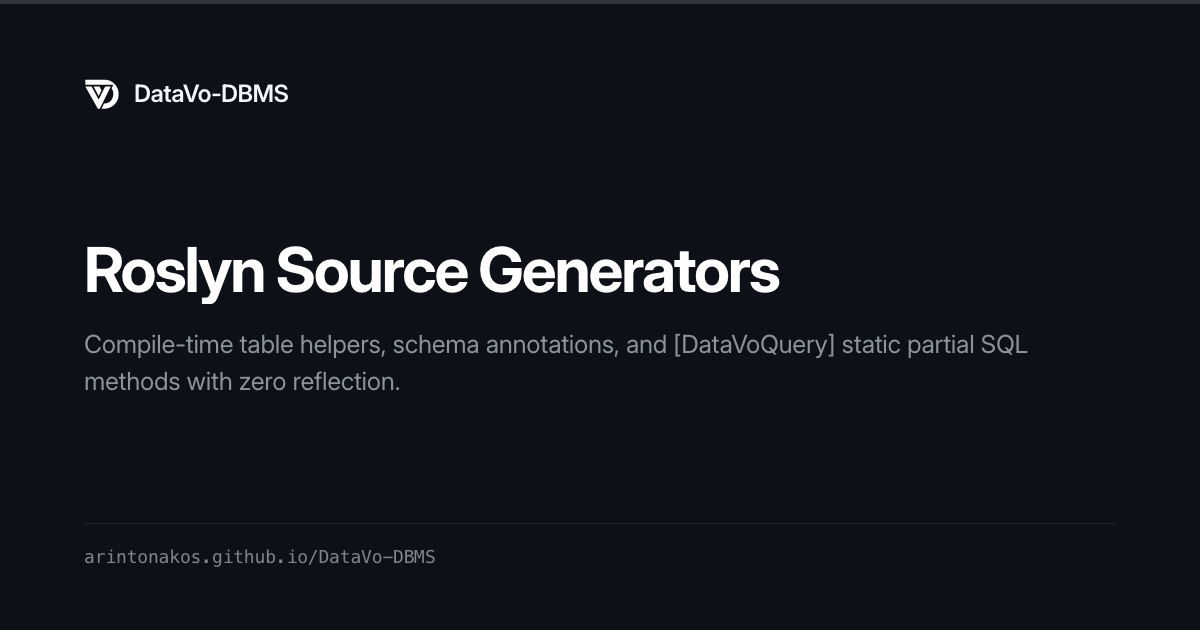 DataVo-DBMS
Roslyn Source Generators
Compile-time table helpers, schema annotations, and [DataVoQuery] static partial SQL
methods with zero reflection.
arintonakos.github.io/DataVo-DBMS